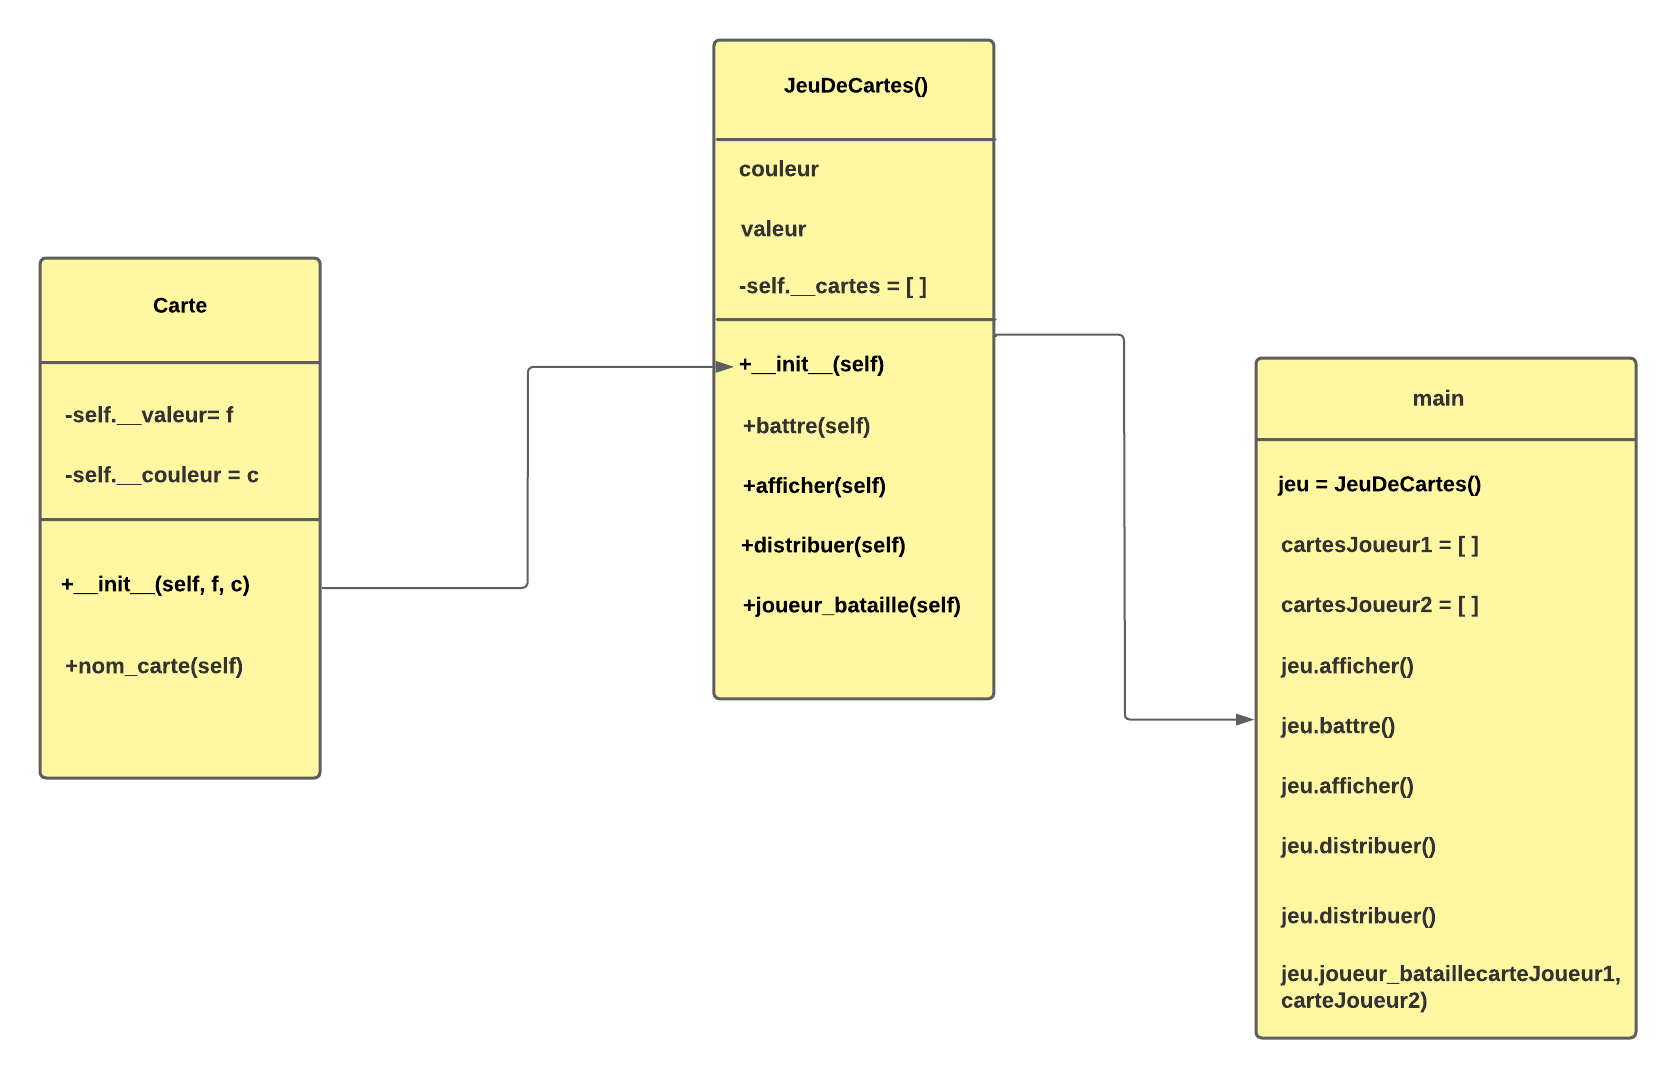 Carte
-self.__valeur= f
-self.__couleur = c
+__init__(self, f, c)
+nom_carte(self)
JeuDeCartes()
couleur
valeur
-self.__cartes = [ ]
+__init__(self)
+battre(self)
+afficher(self)
+distribuer(self)
+joueur_bataille(self)
main
jeu = JeuDeCartes()
cartesJoueur1 = [ ]
cartesJoueur2 = [ ]
jeu.afficher()
jeu.battre()
jeu.afficher()
jeu.distribuer()
jeu.distribuer()
jeu.joueur_bataillecarteJoueur1,
carteJoueur2)